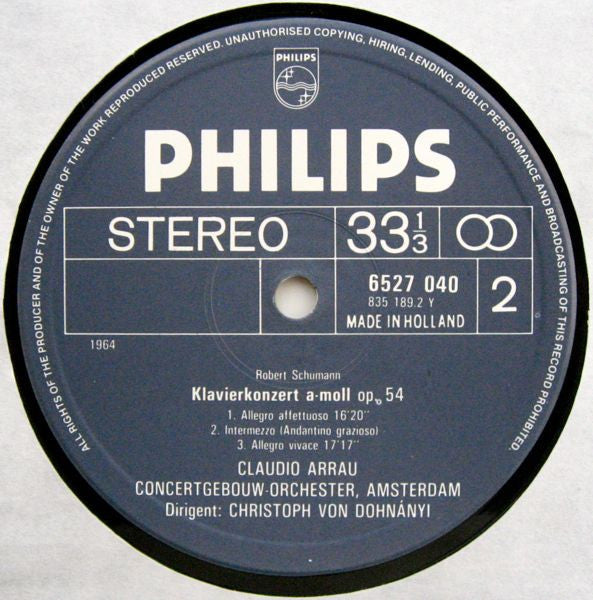 ALL RIGHTS OF THE PRODUCER AND OF THE OWNER OF THE WORK REPRODUCED RESERVED. UNAUTHORISED COPYING, HIRING, LENDING, PUBLIC PERFORMANCE AND BROADCASTING OF THIS RECORD PROHIBITED.
PHILIPS
PHILIPS
STEREO
33 1/3
6527 040
835 189.2 Y
MADE IN HOLLAND
2
1964
Robert Schumann
Klavierkonzert a-moll op. 54
1. Allegro affettuoso 16'20''
2. Intermezzo (Andantino grazioso)
3. Allegro vivace 17'17''
CLAUDIO ARRAU
CONCERTGEBOUW-ORCHESTER, AMSTERDAM
Dirigent: CHRISTOPH VON DOHNÁNYI